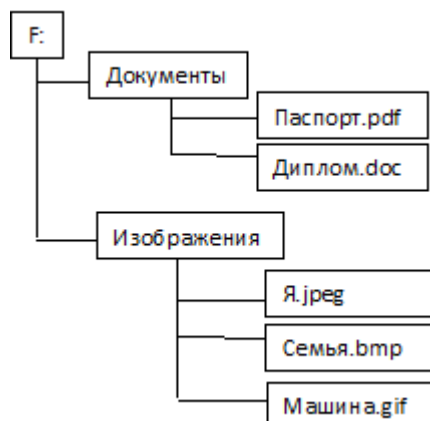 F:
Документы
Паспорт.pdf
Диплом.doc
Изображения
Я.jpeg
Семья.bmp
Машина.gif